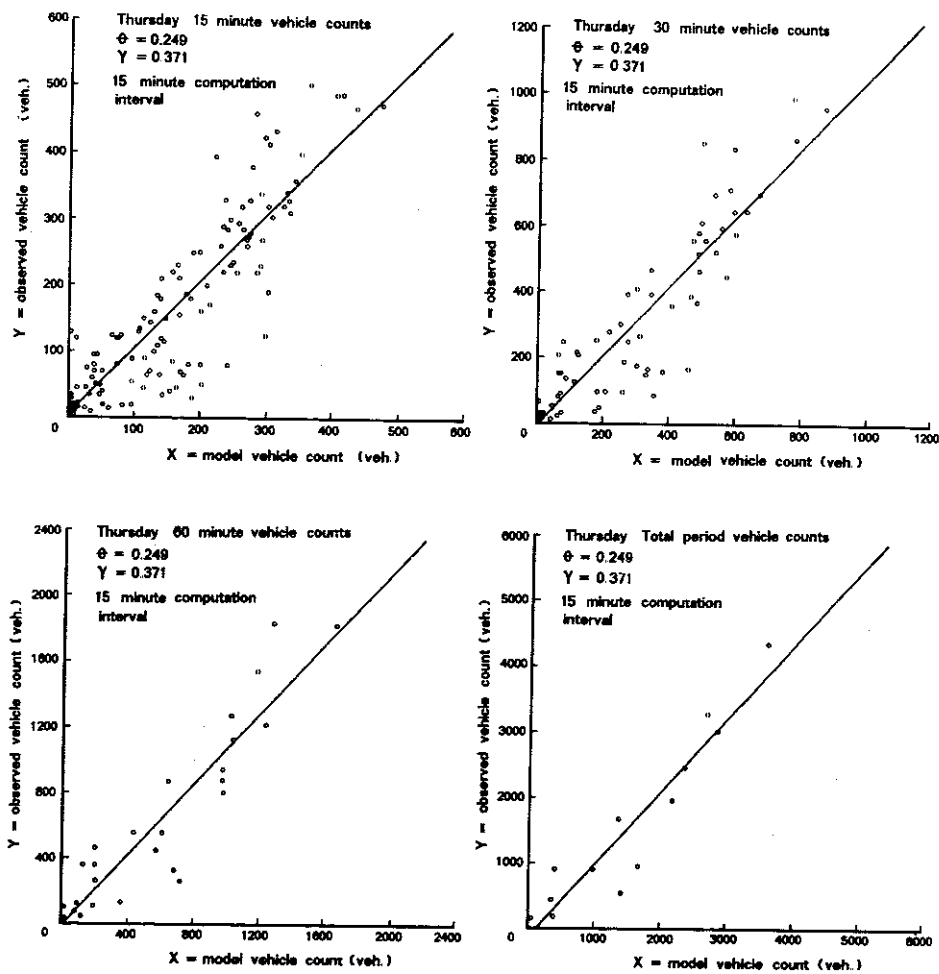 Thursday 15 minute vehicle counts
θ = 0.249
γ = 0.371
15 minute computation
interval
Y = observed vehicle count (veh.)
600
500
400
300
200
100
0
0 200 300 400 500 600
X = model vehicle count (veh.)
Thursday 30 minute vehicle counts
θ = 0.249
γ = 0.371
15 minute computation
interval
Y = observed vehicle count (veh.)
1200
1000
800
600
400
200
0
200 400 600 800 1000 1200
X = model vehicle count (veh.)
Thursday 60 minute vehicle counts
θ = 0.249
γ = 0.371
15 minute computation
interval
Y = observed vehicle count (veh.)
2400
2000
1600
1200
800
400
0
400 800 1200 1600 2000 2400
X = model vehicle count (veh.)
Thursday Total period vehicle counts
θ = 0.249
γ = 0.371
15 minute computation
interval
Y = observed vehicle count (veh.)
6000
5000
4000
3000
2000
1000
0
1000 2000 3000 4000 5000 6000
X = model vehicle count (veh.)